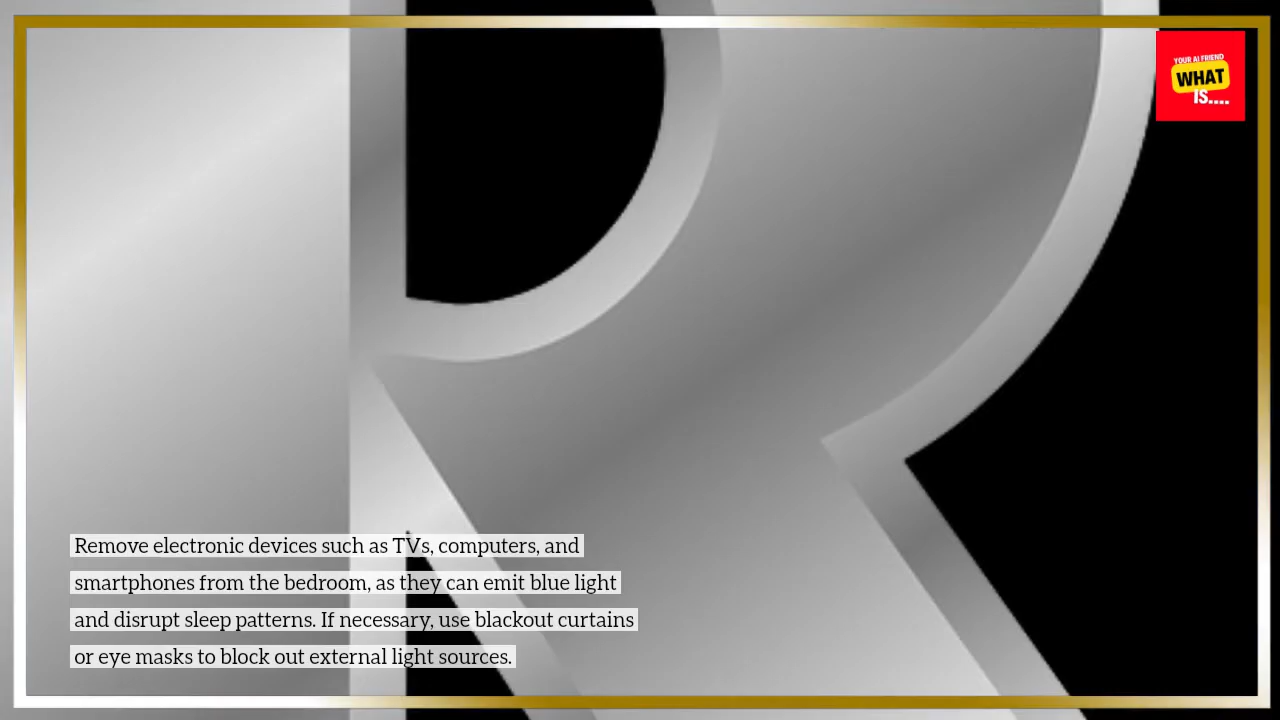 R
YOUR AI FRIEND
WHAT
IS....
Remove electronic devices such as TVs, computers, and
smartphones from the bedroom, as they can emit blue light
and disrupt sleep patterns. If necessary, use blackout curtains
or eye masks to block out external light sources.